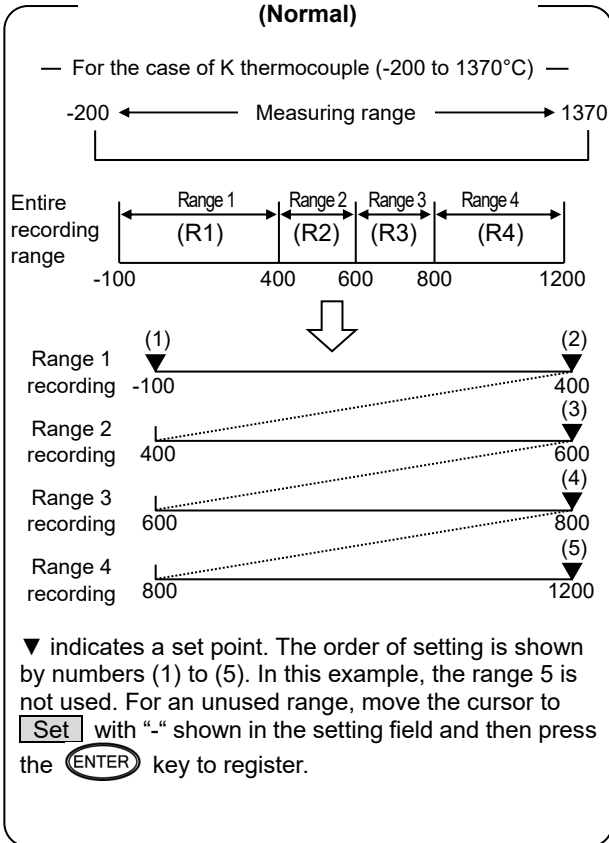 (Normal)
— For the case of K thermocouple (-200 to 1370°C) —
-200 Measuring range 1370
Entire recording range
Range 1 Range 2 Range 3 Range 4
(R1) (R2) (R3) (R4)
-100 400 600 800 1200
(1) (2)
Range 1 recording -100 400
(3)
Range 2 recording 400 600
(4)
Range 3 recording 600 800
(5)
Range 4 recording 800 1200
▼ indicates a set point. The order of setting is shown
by numbers (1) to (5). In this example, the range 5 is
not used. For an unused range, move the cursor to
Set with “-“ shown in the setting field and then press
the ENTER key to register.